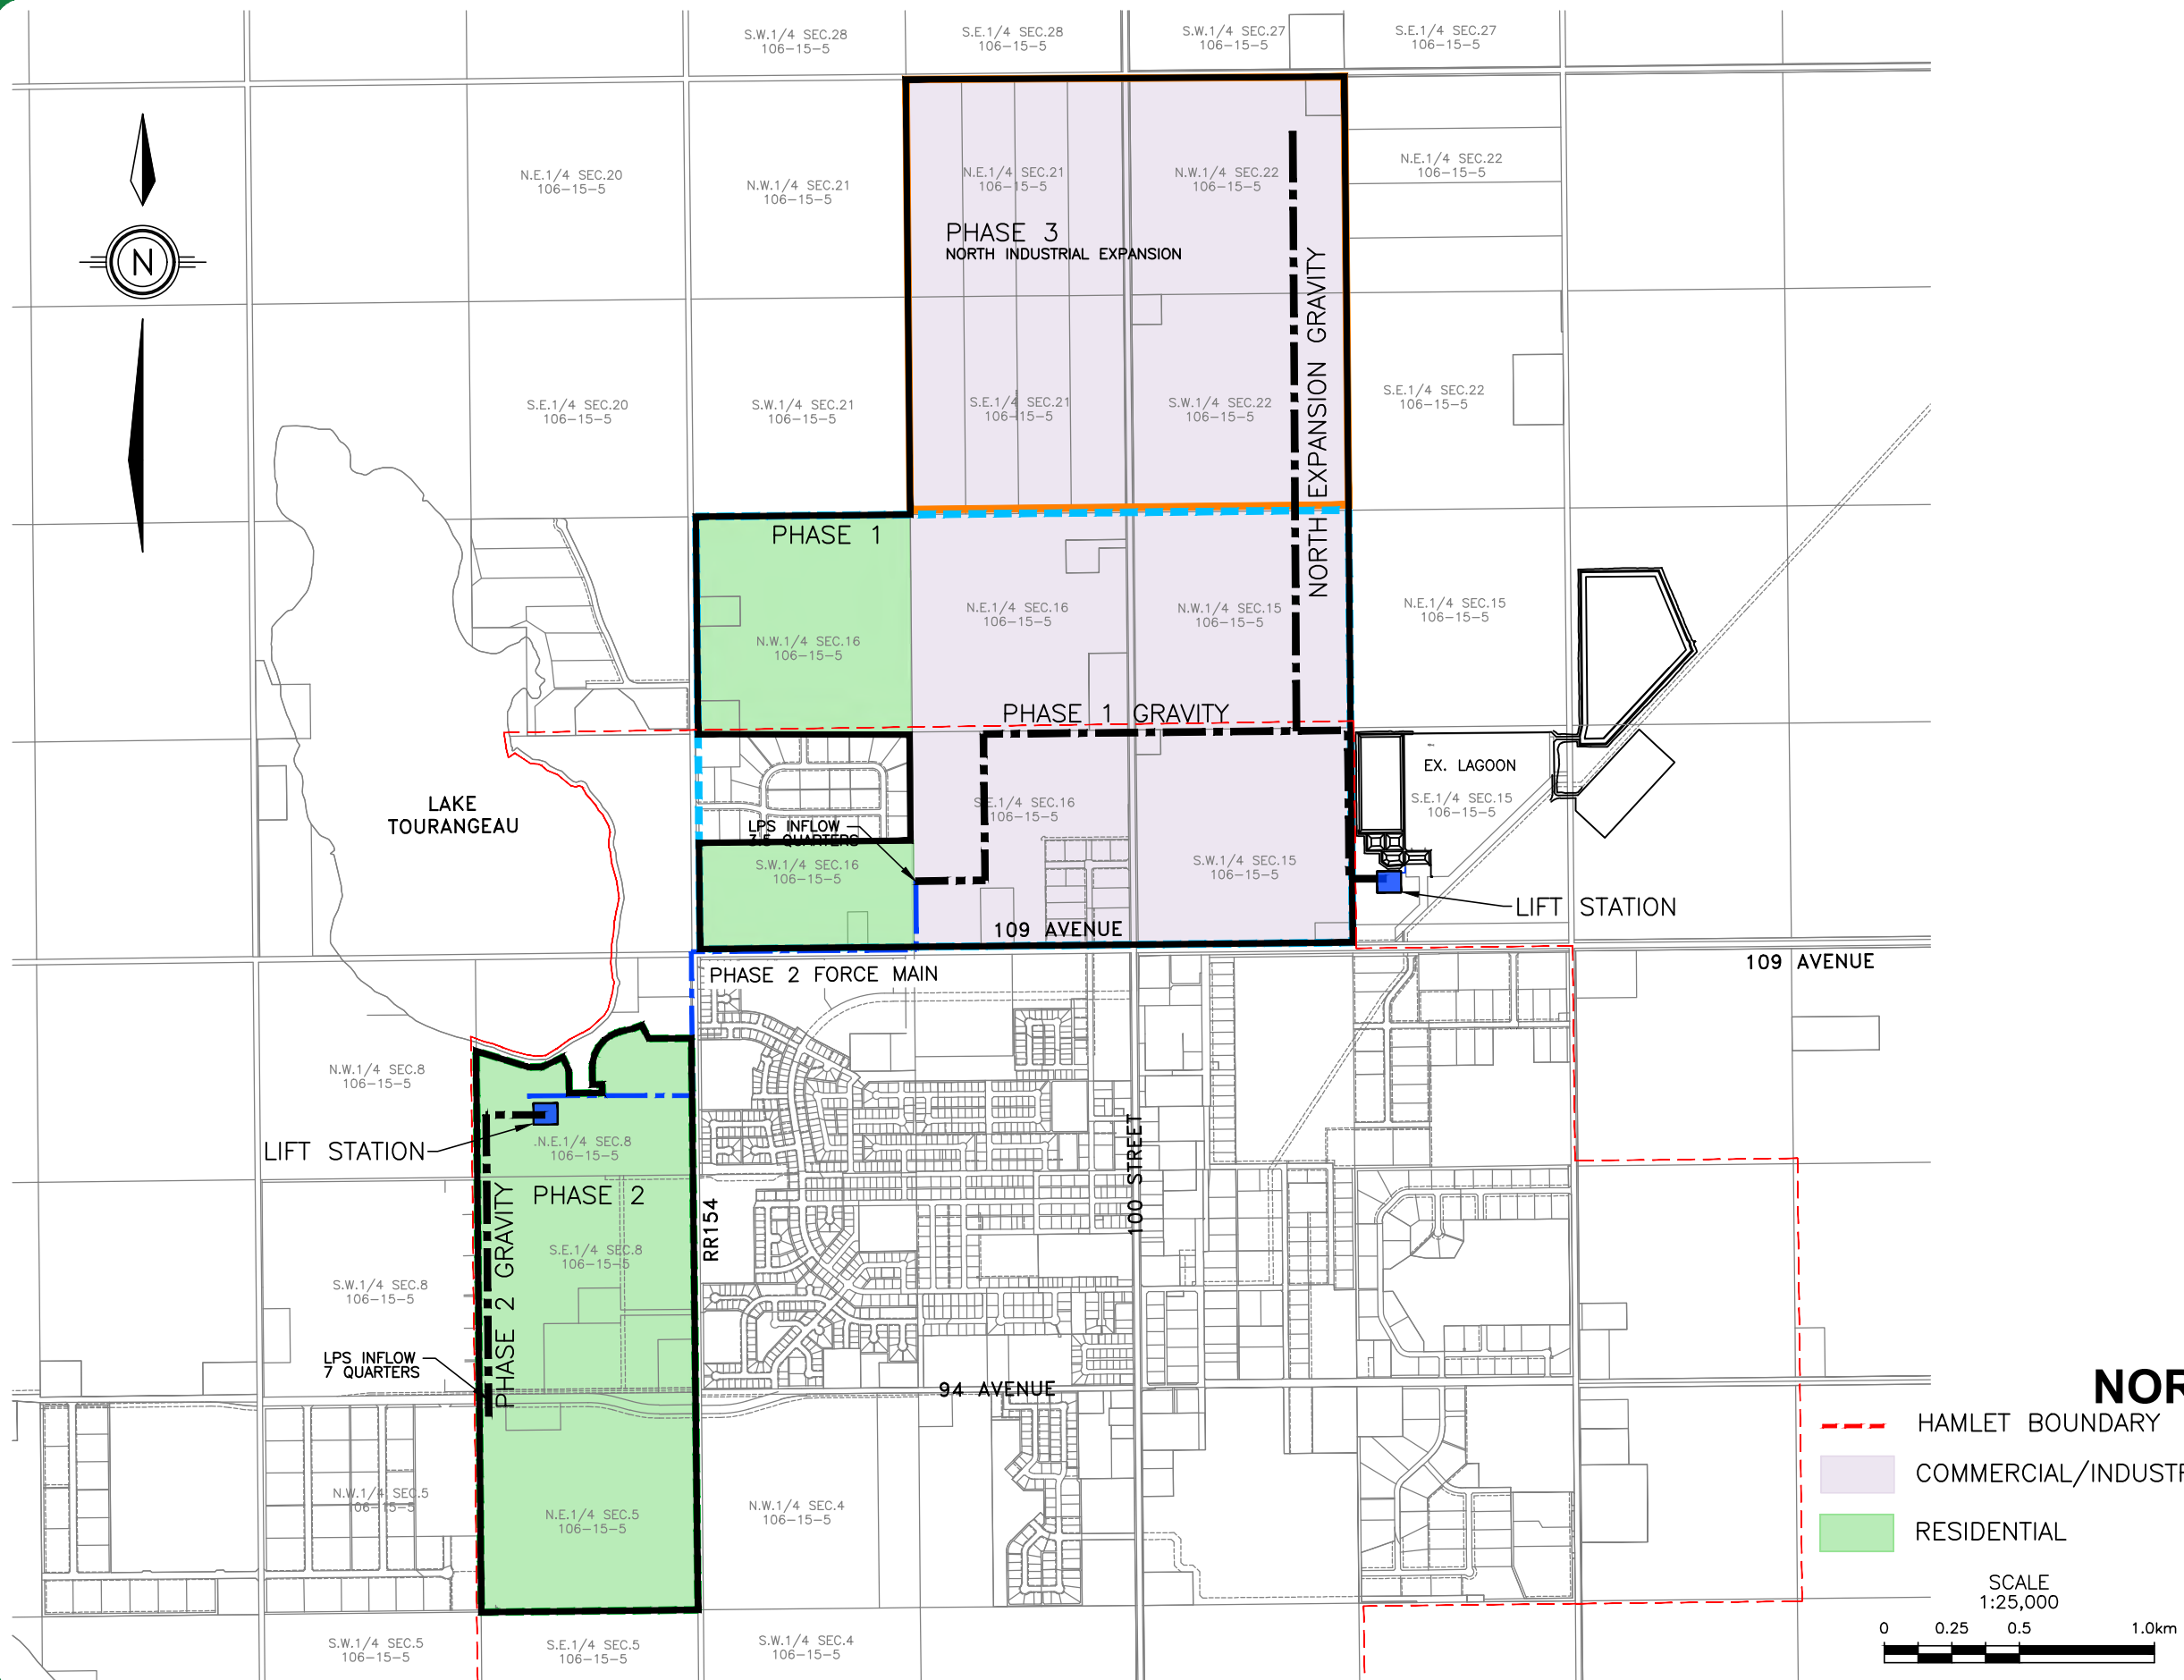 S.W.1/4 SEC.28
106-15-5
S.E.1/4 SEC.28
106-15-5
S.W.1/4 SEC.27
106-15-5
S.E.1/4 SEC.27
106-15-5
N.E.1/4 SEC.20
106-15-5
N.W.1/4 SEC.21
106-15-5
N.E.1/4 SEC.21
106-15-5
N.W.1/4 SEC.22
106-15-5
N.E.1/4 SEC.22
106-15-5
PHASE 3
NORTH INDUSTRIAL EXPANSION
N
NORTH EXPANSION GRAVITY
S.E.1/4 SEC.20
106-15-5
S.W.1/4 SEC.21
106-15-5
S.E.1/4 SEC.21
106-15-5
S.W.1/4 SEC.22
106-15-5
S.E.1/4 SEC.22
106-15-5
PHASE 1
N.W.1/4 SEC.16
106-15-5
N.E.1/4 SEC.16
106-15-5
N.W.1/4 SEC.15
106-15-5
N.E.1/4 SEC.15
106-15-5
PHASE 1 GRAVITY
EX. LAGOON
S.E.1/4 SEC.15
106-15-5
LAKE
TOURANGEAU
S.E.1/4 SEC.16
106-15-5
LPS INFLOW
3.5 QUARTERS
S.W.1/4 SEC.16
106-15-5
S.W.1/4 SEC.15
106-15-5
LIFT STATION
109 AVENUE
109 AVENUE
PHASE 2 FORCE MAIN
N.W.1/4 SEC.8
106-15-5
LIFT STATION
.N.E.1/4 SEC.8
106-15-5
100 STREET
PHASE 2
RR154
PHASE 2 GRAVITY
S.E.1/4 SEC.8
106-15-5
S.W.1/4 SEC.8
106-15-5
LPS INFLOW
7 QUARTERS
94 AVENUE
N.W.1/4 SEC.5
06-15-5
N.E.1/4 SEC.5
106-15-5
N.W.1/4 SEC.4
106-15-5
S.W.1/4 SEC.5
106-15-5
S.E.1/4 SEC.5
106-15-5
S.W.1/4 SEC.4
106-15-5
NOR
HAMLET BOUNDARY
COMMERCIAL/INDUSTR
RESIDENTIAL
SCALE
1:25,000
0 0.25 0.5 1.0km